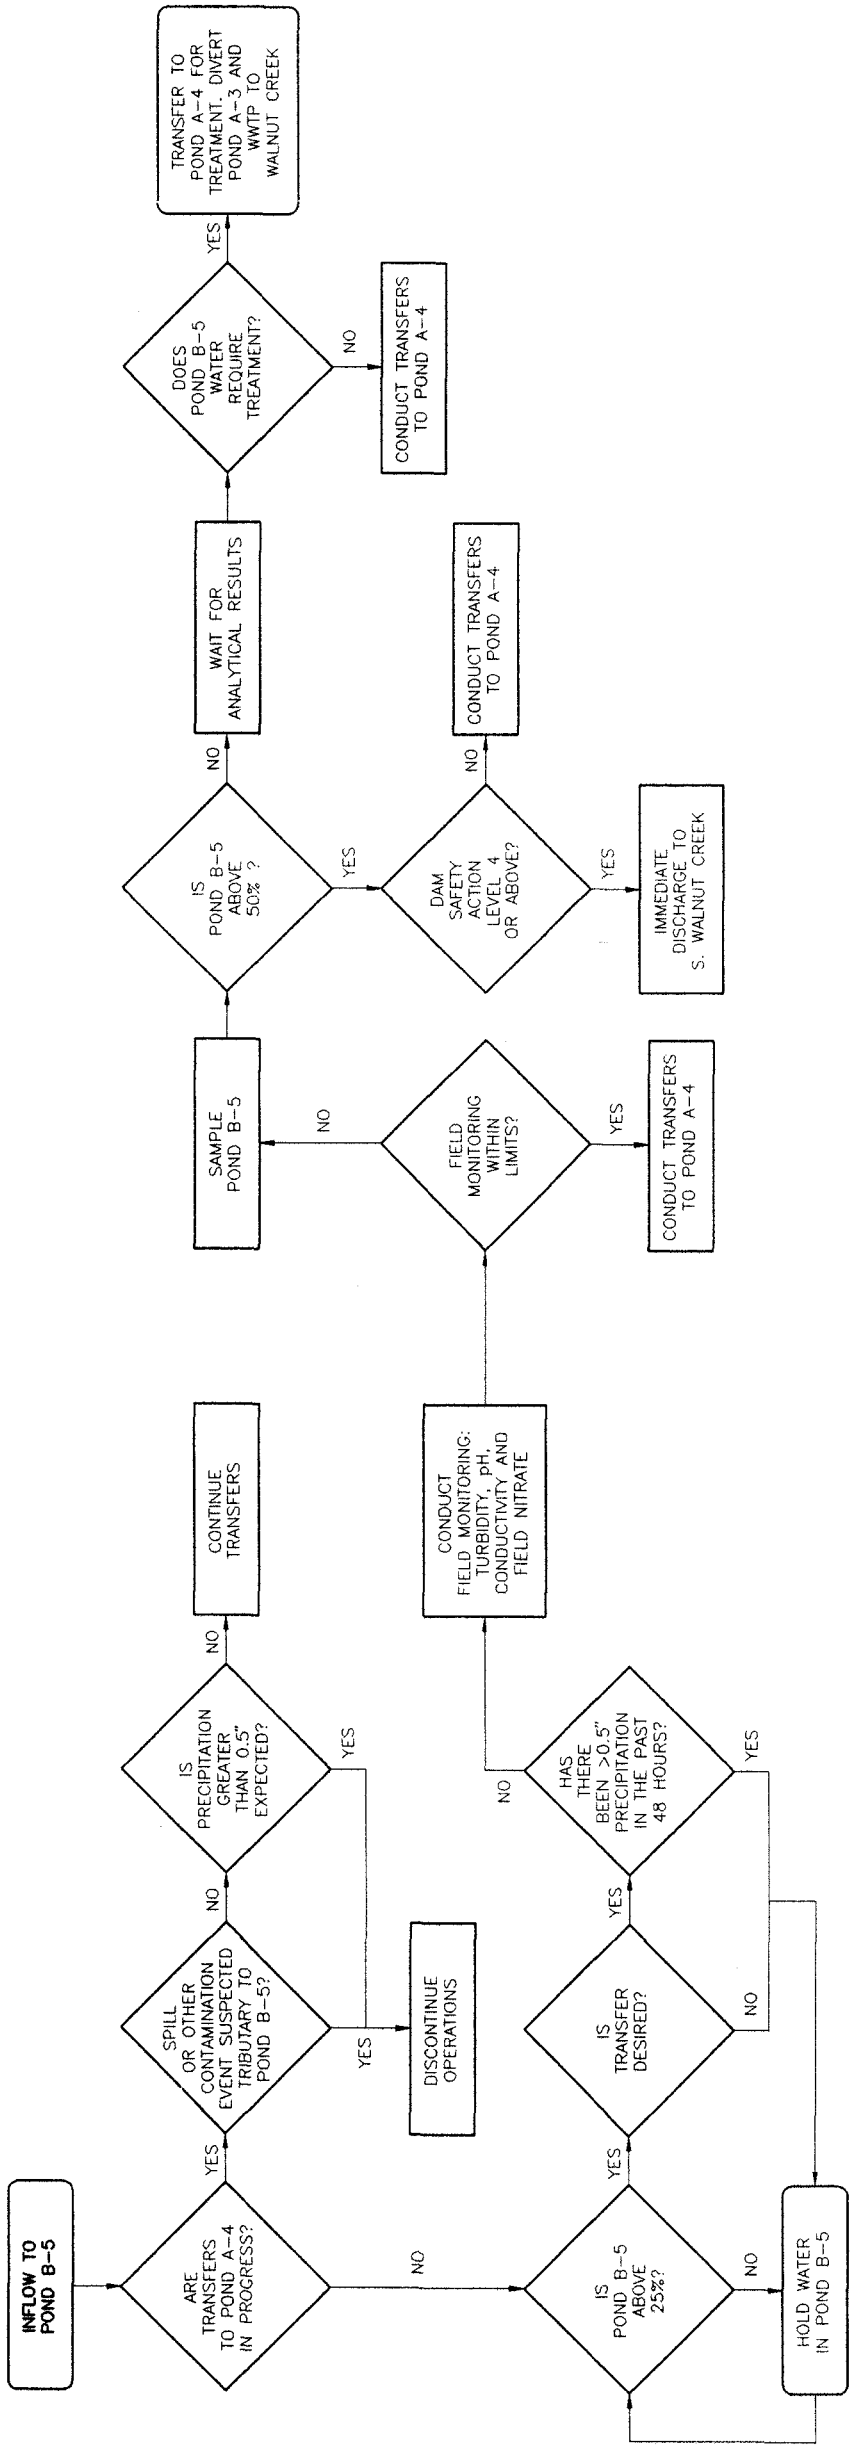 INFLOW TO
POND B-5
ARE
TRANSFERS
TO POND A-4
IN PROGRESS?
YES
NO
SPILL
OR OTHER
CONTAMINATION
EVENT SUSPECTED
TRIBUTARY TO
POND B-5?
NO
YES
IS
PRECIPITATION
GREATER
THAN 0.5"
EXPECTED?
NO
YES
CONTINUE
TRANSFERS
DISCONTINUE
OPERATIONS
IS
POND B-5
ABOVE
25%?
YES
NO
HOLD WATER
IN POND B-5
IS
TRANSFER
DESIRED?
YES
NO
HAS
THERE
BEEN >0.5"
PRECIPITATION
IN THE PAST
48 HOURS?
NO
YES
CONDUCT
FIELD MONITORING:
TURBIDITY, pH,
CONDUCTIVITY AND
FIELD NITRATE
FIELD
MONITORING
WITHIN
LIMITS?
NO
YES
CONDUCT TRANSFERS
TO POND A-4
SAMPLE
POND B-5
IS
POND B-5
ABOVE
50% ?
NO
YES
DAM
SAFETY
ACTION
LEVEL 4
OR ABOVE?
NO
YES
CONDUCT TRANSFERS
TO POND A-4
IMMEDIATE
DISCHARGE TO
S. WALNUT CREEK
WAIT FOR
ANALYTICAL RESULTS
DOES
POND B-5
WATER
REQUIRE
TREATMENT?
YES
NO
CONDUCT TRANSFERS
TO POND A-4
TRANSFER TO
POND A-4 FOR
TREATMENT. DIVERT
POND A-3 AND
WWTP TO
WALNUT CREEK